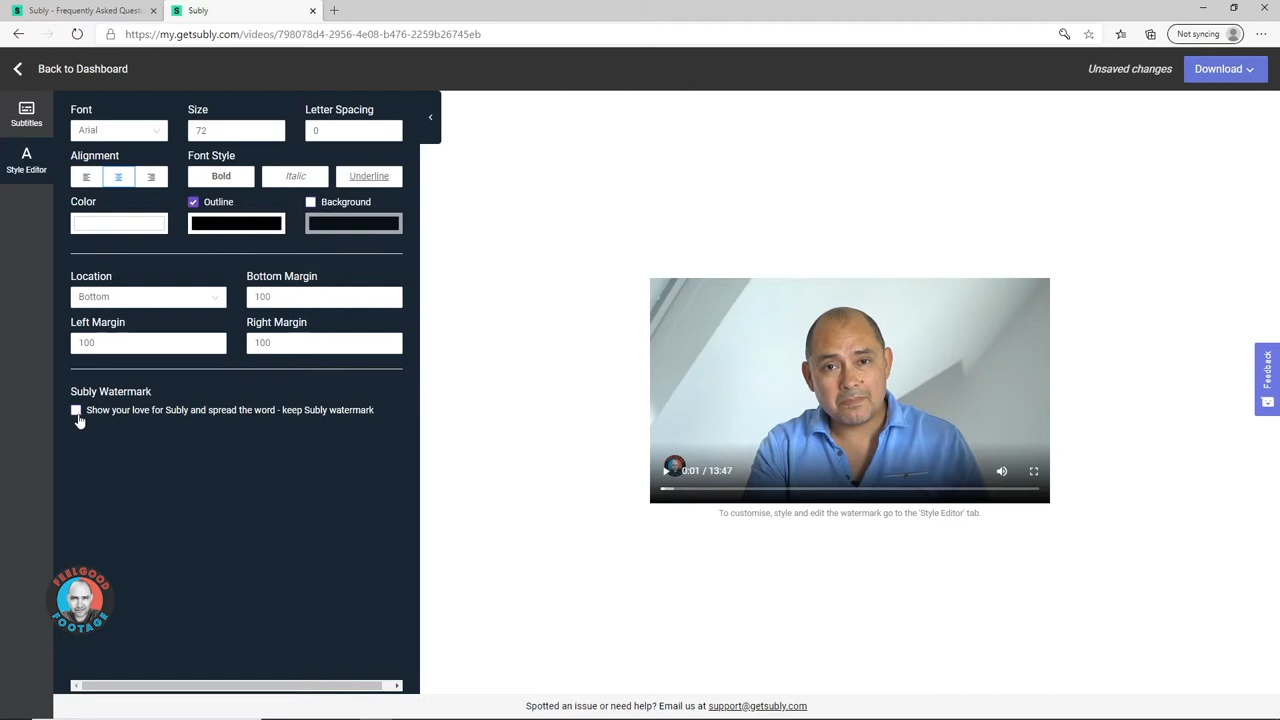 Subly - Frequently Asked Quest
Subly
https://my.getsubly.com/videos/798078d4-2956-4e08-b476-2259b26745eb
Not syncing
Back to Dashboard
Unsaved changes
Download
Subtitles
Style Editor
Font
Size
Letter Spacing
Arial
72
0
Alignment
Font Style
Bold
Italic
Underline
Color
Outline
Background
Location
Bottom Margin
Bottom
100
Left Margin
Right Margin
100
100
Subly Watermark
Show your love for Subly and spread the word - keep Subly watermark
0:01 / 13:47
To customise, style and edit the watermark go to the 'Style Editor' tab.
Feedback
FEELGOOD
FOOTAGE
Spotted an issue or need help? Email us at support@getsubly.com